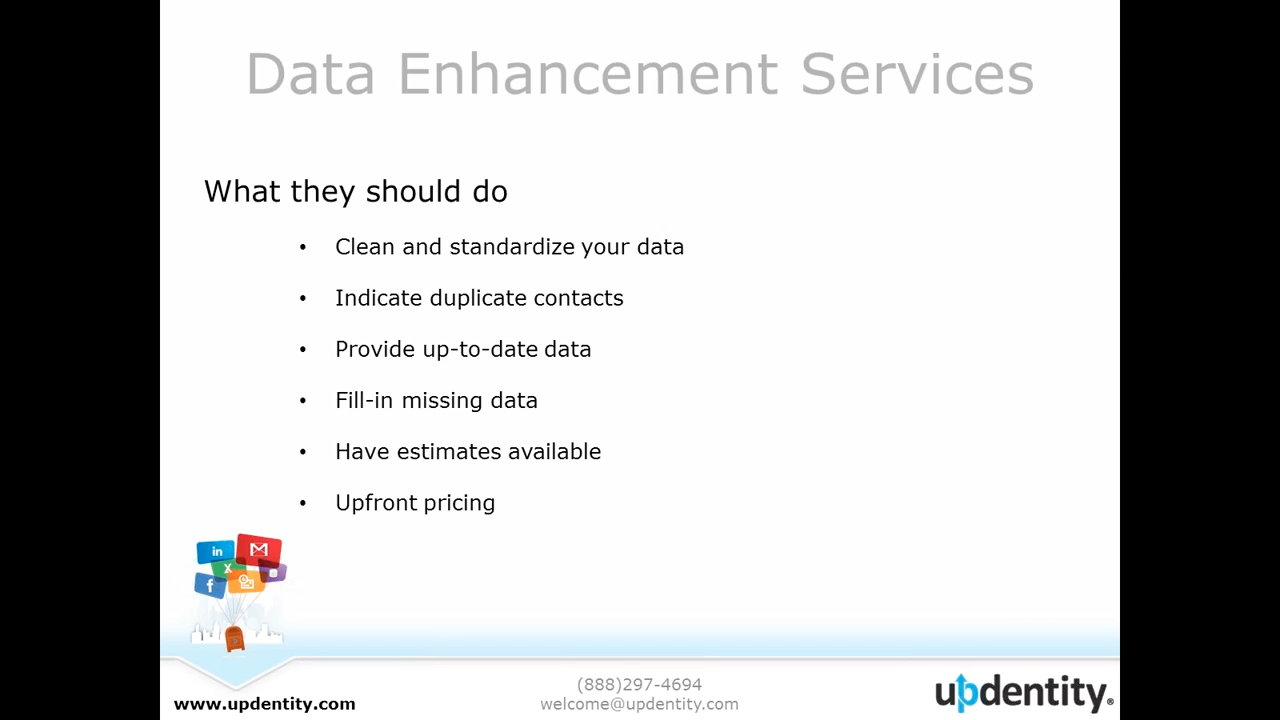 Data Enhancement Services
What they should do
• Clean and standardize your data
• Indicate duplicate contacts
• Provide up-to-date data
• Fill-in missing data
• Have estimates available
• Upfront pricing
in
X
f
www.updentity.com
(888)297-4694
welcome@updentity.com
updentity®